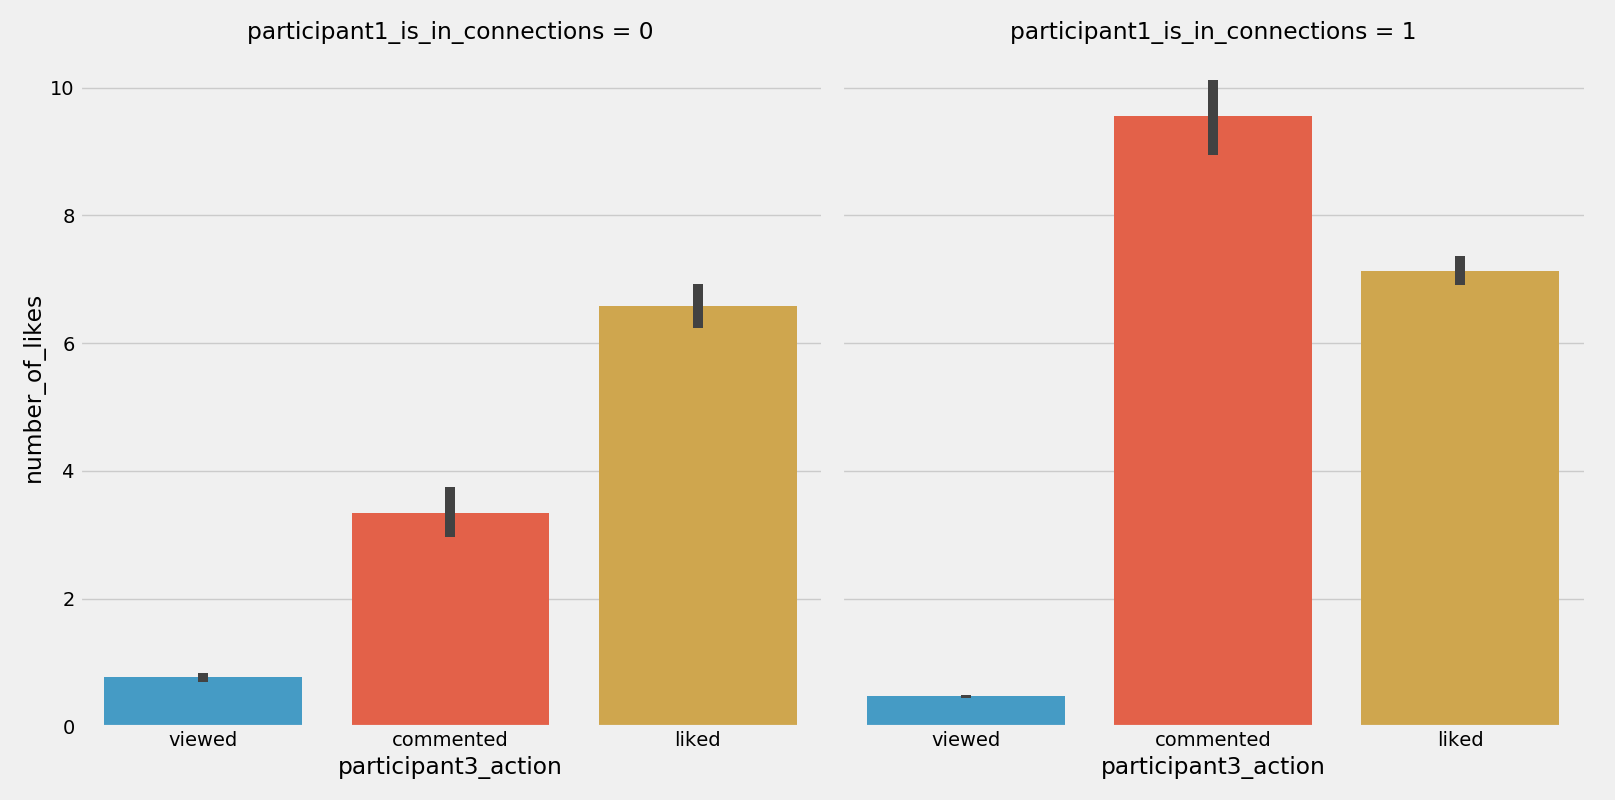 participant1_is_in_connections = 0
participant1_is_in_connections = 1
number_of_likes
10
8
6
4
2
0
viewed commented liked
viewed commented liked
participant3_action
participant3_action